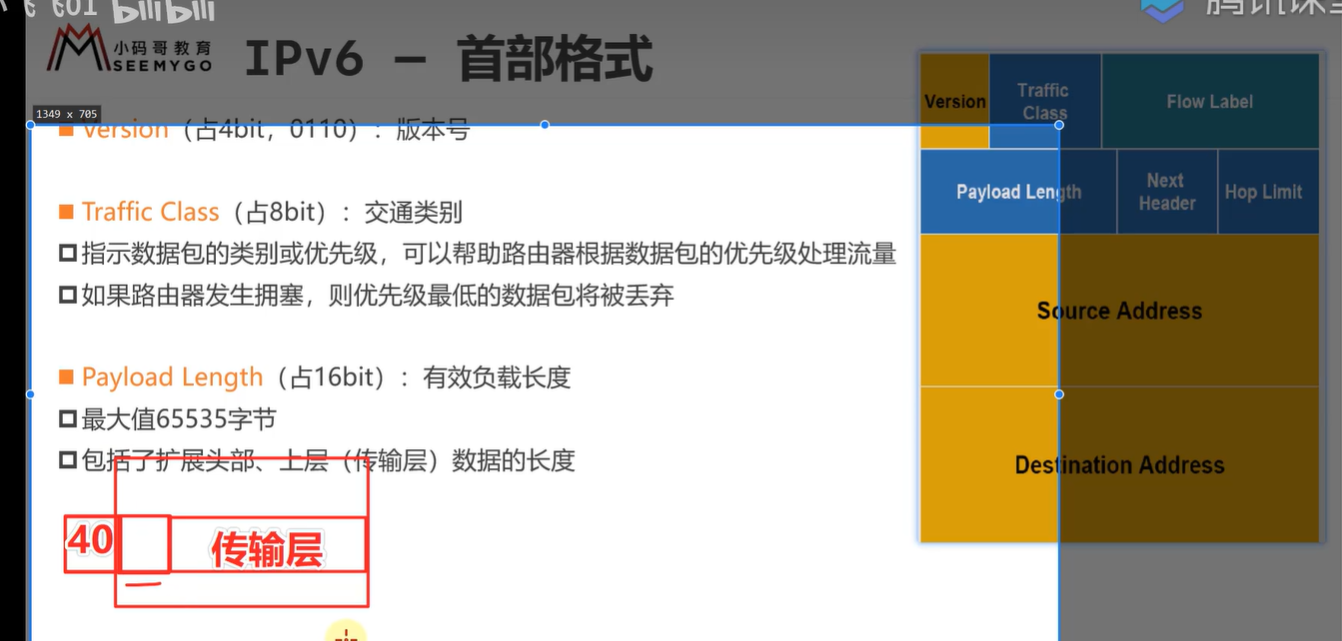 bilibili
腾讯课堂
小码哥教育
SEEMYGO
IPv6 – 首部格式
1349 x 705
Version（占4bit，0110）：版本号
Traffic Class（占8bit）：交通类别
指示数据包的类别或优先级，可以帮助路由器根据数据包的优先级处理流量
如果路由器发生拥塞，则优先级最低的数据包将被丢弃
Payload Length（占16bit）：有效负载长度
最大值65535字节
包括了扩展头部、上层（传输层）数据的长度
40
传输层
Version
Traffic
Class
Flow Label
Payload Length
Next
Header
Hop Limit
Source Address
Destination Address